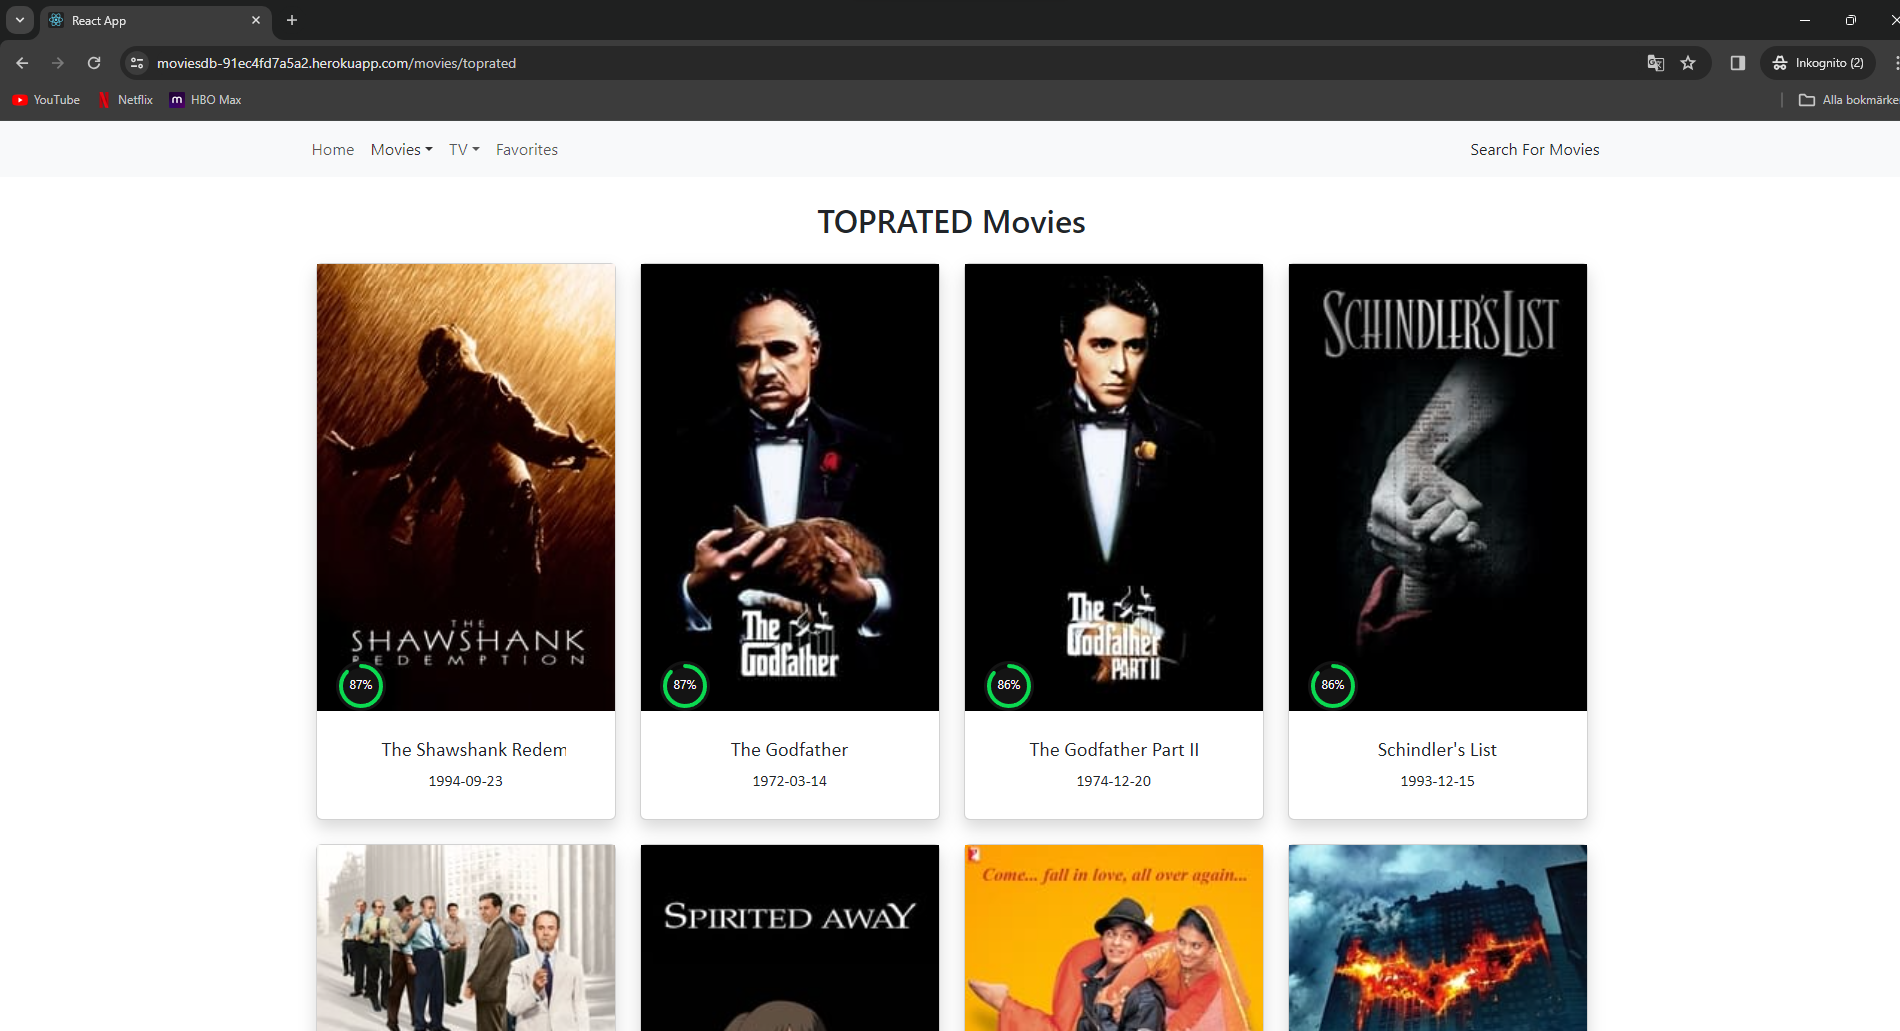 React App
moviesdb-91ec4fd7a5a2.herokuapp.com/movies/toprated
Inkognito (2)
YouTube
Netflix
HBO Max
Alla bokmärke
Home
Movies
TV
Favorites
Search For Movies
TOPRATED Movies
THE
SHAWSHANK
REDEMPTION
87%
The Shawshank Redem
1994-09-23
The
Godfather
87%
The Godfather
1972-03-14
The
Godfather
PART II
86%
The Godfather Part II
1974-12-20
SCHINDLER'S LIST
86%
Schindler's List
1993-12-15
SPIRITED AWAY
Come... fall in love, all over again...